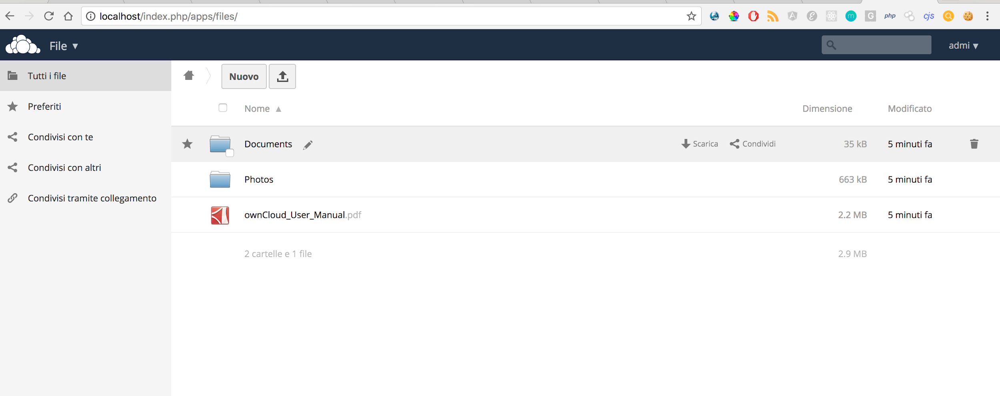 localhost/index.php/apps/files/
G php cjs m
File ▼
admi ▼
Tutti i file
Preferiti
Condivisi con te
Condivisi con altri
Condivisi tramite collegamento
Nuovo
Nome ▲ Dimensione Modificato
Documents Scarica Condividi 35 kB 5 minuti fa
Photos 663 kB 5 minuti fa
ownCloud_User_Manual.pdf 2.2 MB 5 minuti fa
2 cartelle e 1 file 2.9 MB